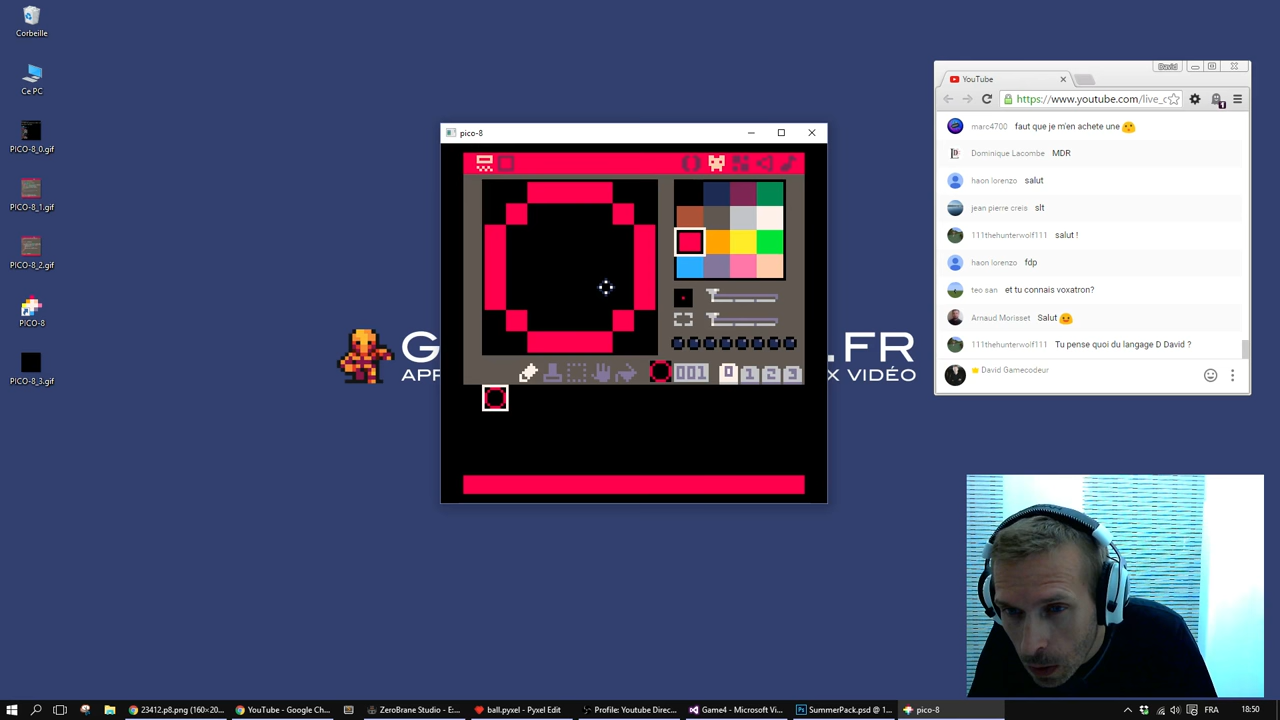 Corbeille
Ce PC
PICO-8_0.gif
PICO-8_1.gif
PICO-8_2.gif
PICO-8
PICO-8_3.gif
pico-8
001
0 1 2 3
G .FR
APP X VIDÉO
David
YouTube
https://www.youtube.com/live_c
marc4700 faut que je m'en achete une
Dominique Lacombe MDR
haon lorenzo salut
jean pierre creis slt
111thehunterwolf111 salut !
haon lorenzo fdp
teo san et tu connais voxatron?
Arnaud Morisset Salut
111thehunterwolf111 Tu pense quoi du langage D David ?
David Gamecodeur
23412.p8.png (160×20...
YouTube - Google Ch...
ZeroBrane Studio - E...
ball.pyxel - Pyxel Edit
Profile: Youtube Direc...
Game4 - Microsoft Vi...
SummerPack.psd @ 1...
pico-8
FRA
18:50